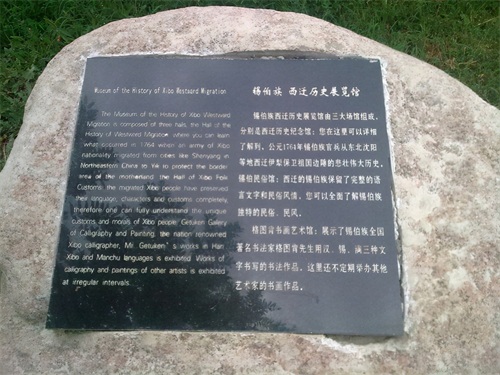 Museum of the History of Xibo Westward Migration
The Museum of the History of Xibo Westward
Migration is composed of three halls, the Hall of the
History of Westward Migration, where you can learn
what occurred in 1764 when an army of Xibo
nationality migrated from cities like Shenyang in
Northeastern China to Yili to protect the border
area of the motherland; the Hall of Xibo Folk
Customs: the migrated Xibo people have preserved
their language, characters and customs completely,
therefore one can fully understand the unique
customs and morals of Xibo people; Getuken Gallery
of Calligraphy and Painting: the nation renowned
Xibo calligrapher, Mr. Getuken's works in Han,
Xibo and Manchu languages is exhibited. Works of
calligraphy and paintings of other artists is exhibited
at irregular intervals.
锡伯族 西迁历史展览馆
锡伯族西迁历史展览馆由三大场馆组成，
分别是西迁历史纪念馆：您在这里可以详细
了解到，公元1764年锡伯族官兵从东北沈阳
等地西迁伊犁保卫祖国边陲的悲壮伟大历史，
锡伯民俗馆：西迁的锡伯族保留了完整的语
言文字和民俗风情，您可以全面了解锡伯族
独特的民俗、民风。
格图肯书画艺术馆：展示了锡伯族全国
著名书法家格图肯先生用汉、锡、满三种文
字书写的书法作品，这里还不定期举办其他
艺术家的书画作品。